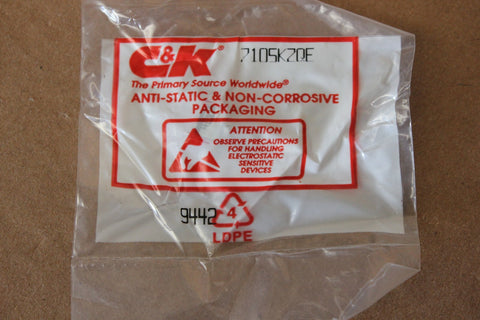 C&K 7105KZQE
The Primary Source Worldwide®
ANTI-STATIC & NON-CORROSIVE
PACKAGING
ATTENTION
OBSERVE PRECAUTIONS
FOR HANDLING
ELECTROSTATIC
SENSITIVE
DEVICES
9442 4
LDPE